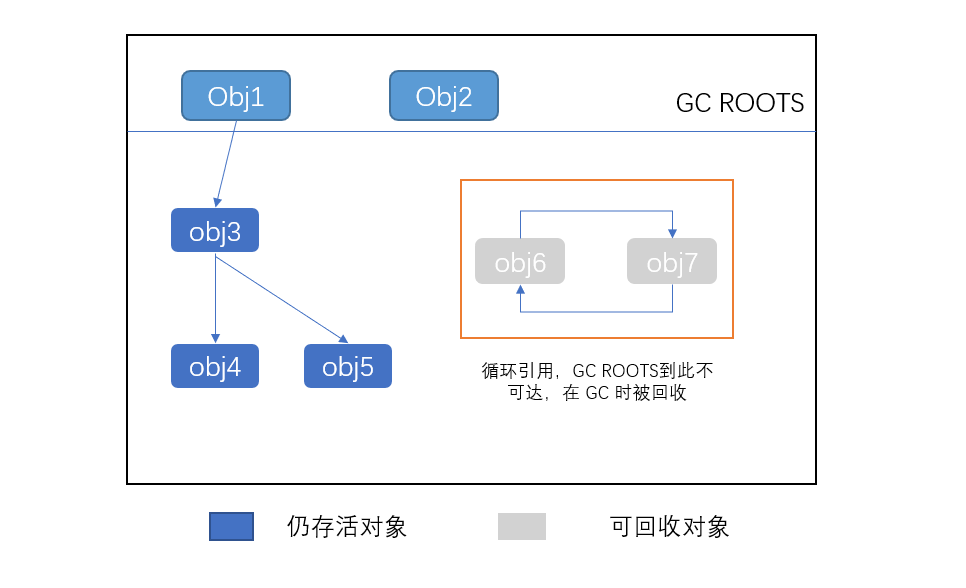 Obj1
Obj2
GC ROOTS
obj3
obj6
obj7
obj4
obj5
循环引用，GC ROOTS到此不
可达，在 GC 时被回收
仍存活对象
可回收对象